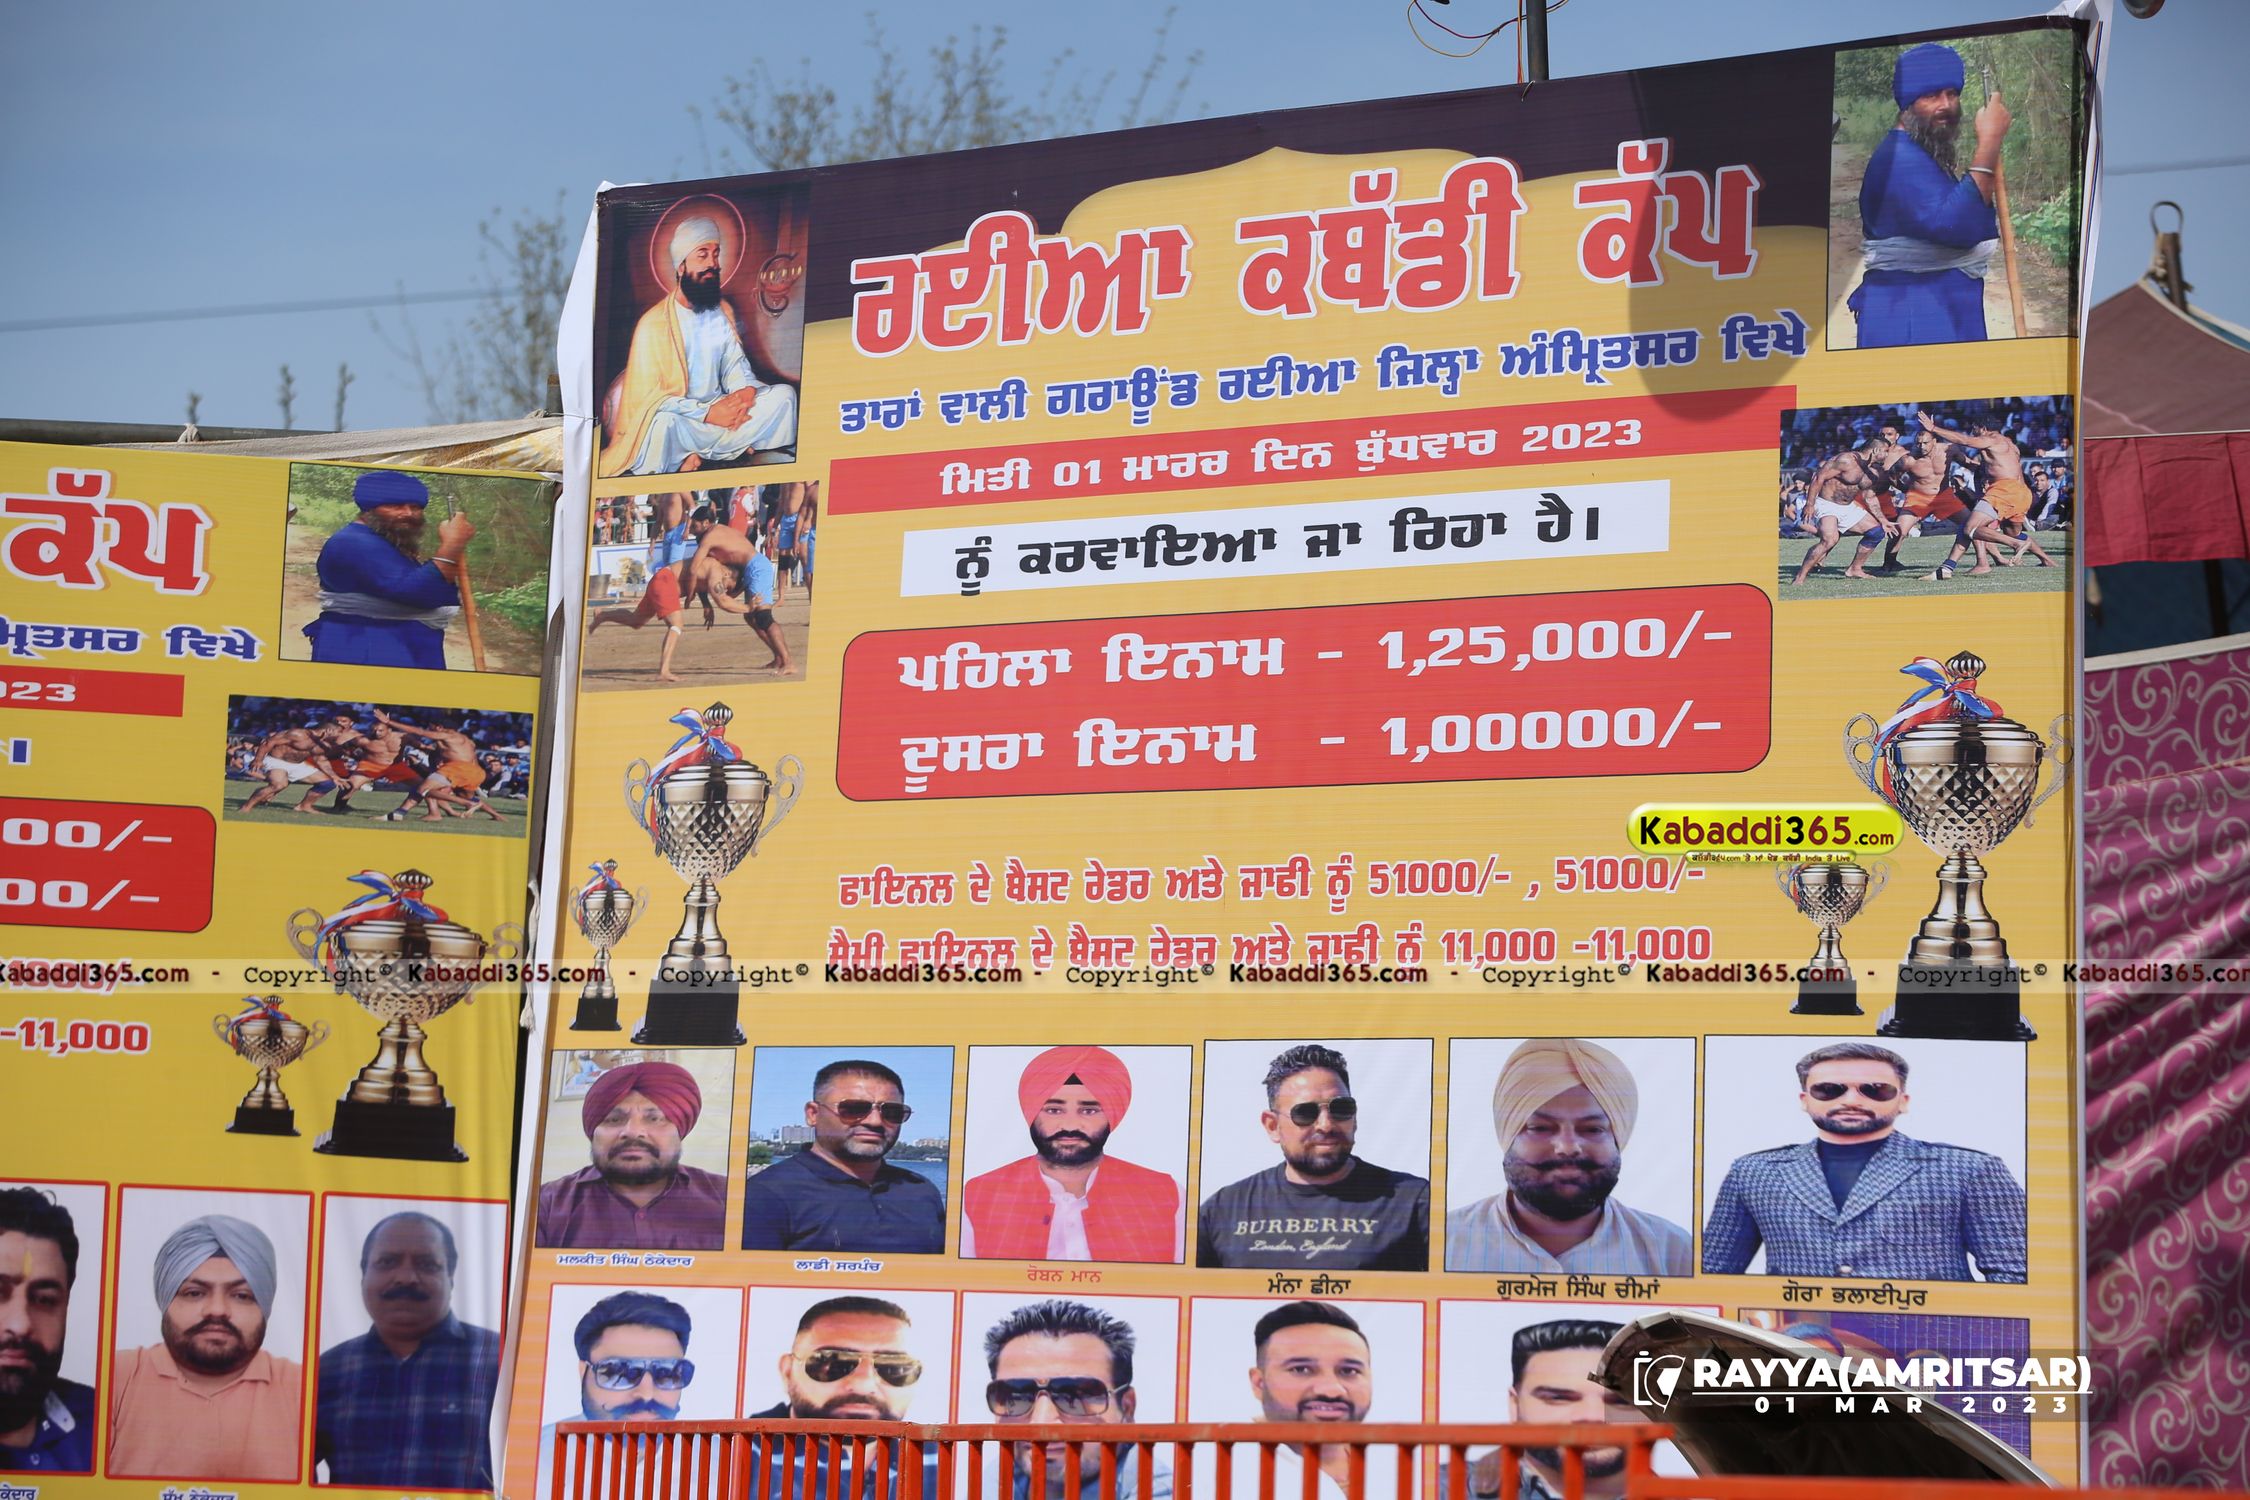 ਰਈਆ ਕਬੱਡੀ ਕੱਪ
ਤਾਰਾਂ ਵਾਲੀ ਗਰਾਊਂਡ ਰਈਆ ਜਿਲ੍ਹਾ ਅੰਮ੍ਰਿਤਸਰ ਵਿਖੇ
ਮਿਤੀ 01 ਮਾਰਚ ਦਿਨ ਬੁੱਧਵਾਰ 2023
ਨੂੰ ਕਰਵਾਇਆ ਜਾ ਰਿਹਾ ਹੈ।
ਪਹਿਲਾ ਇਨਾਮ - 1,25,000/-
ਦੂਸਰਾ ਇਨਾਮ - 1,00000/-
Kabaddi365.com
ਫਾਇਨਲ ਦੇ ਬੈਸਟ ਰੇਡਰ ਅਤੇ ਜਾਫੀ ਨੂੰ 51000/- , 51000/-
ਸੈਮੀ ਫਾਇਨਲ ਦੇ ਬੈਸਟ ਰੇਡਰ ਅਤੇ ਜਾਫੀ ਨੂੰ 11,000 -11,000
Kabaddi365.com - Copyright© Kabaddi365.com - Copyright© Kabaddi365.com - Copyright© Kabaddi365.com - Copyright© Kabaddi365.com - Copyright© Kabaddi365.com
BURBERRY
London, England
ਮਲਕੀਤ ਸਿੰਘ ਠੇਕੇਦਾਰ
ਲਾਡੀ ਸਰਪੰਚ
ਰੋਬਨ ਮਾਨ
ਮੰਨਾ ਛੀਨਾ
ਗੁਰਮੇਜ ਸਿੰਘ ਚੀਮਾਂ
ਗੋਰਾ ਭਲਾਈਪੁਰ
ਕੱਪ
ਮ੍ਰਿਤਸਰ ਵਿਖੇ
023
00/-
00/-
-11,000
RAYYA(AMRITSAR)
01 MAR 2023